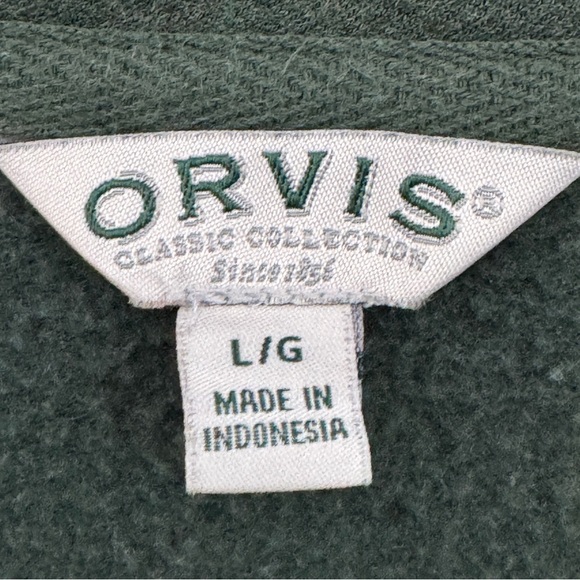 ORVIS®
CLASSIC COLLECTION
Since 1856
L/G
MADE IN
INDONESIA